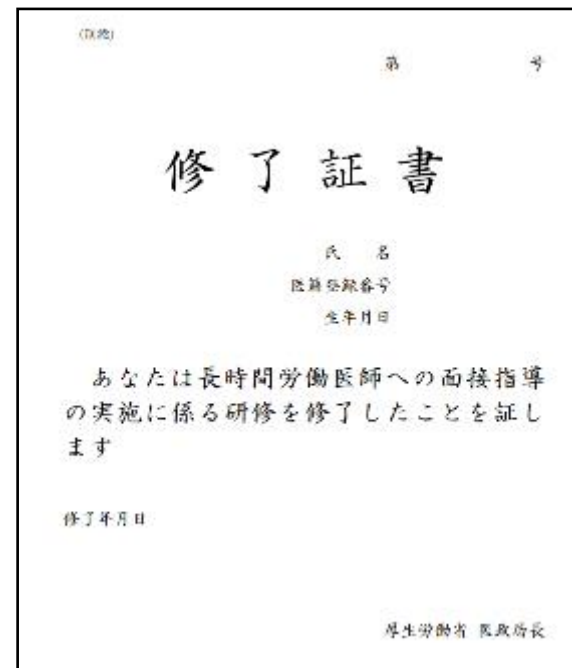 第　　　　　号
修 了 証 書
氏　　名
医籍登録番号
生年月日
あなたは長時間労働医師への面接指導
の実施に係る研修を修了したことを証し
ます
修了年月日
厚生労働省 医政局長